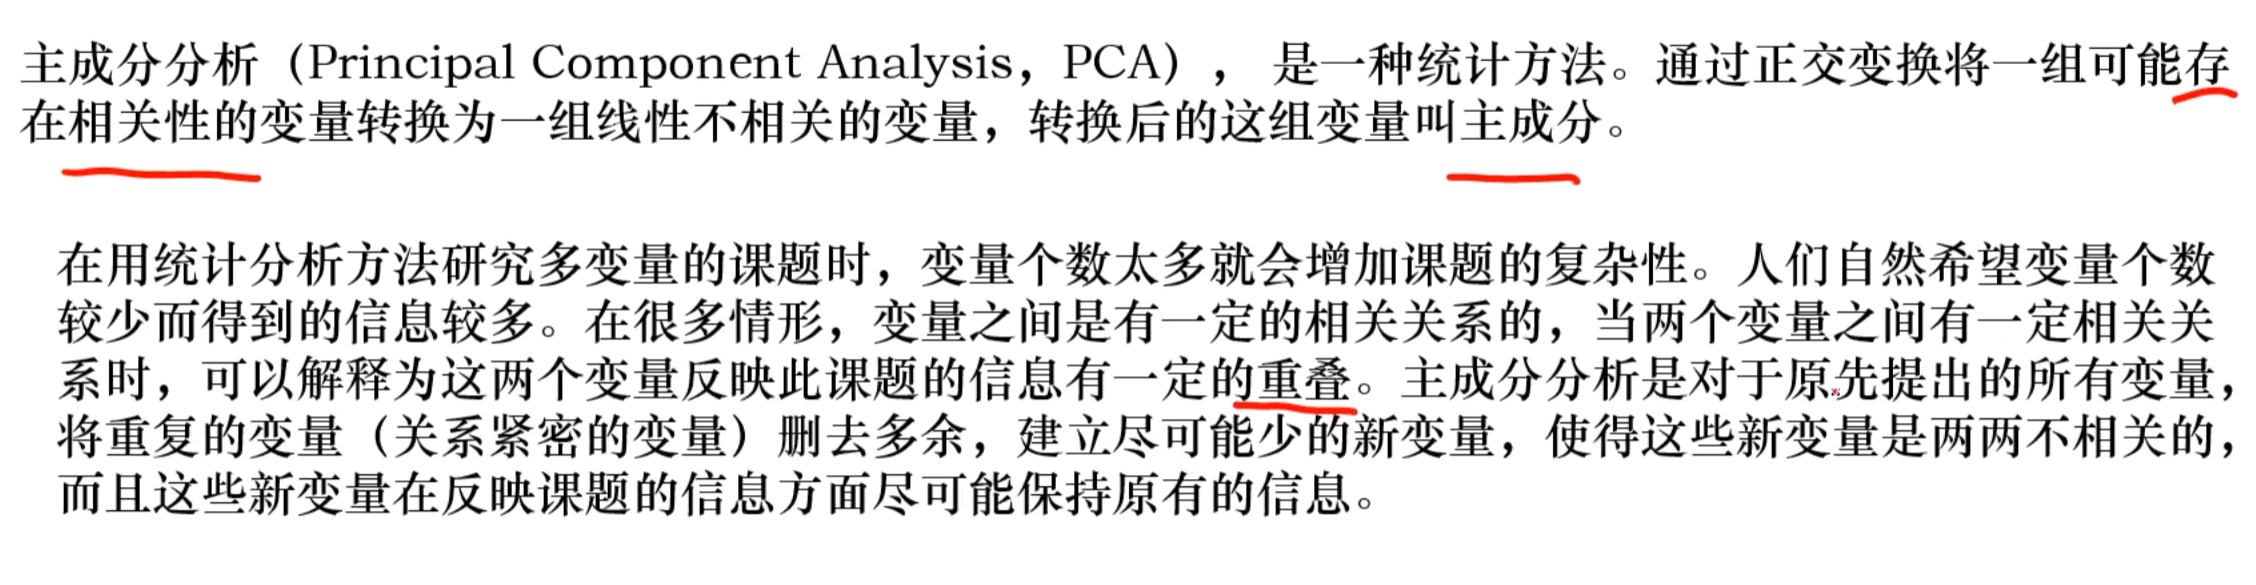 主成分分析（Principal Component Analysis，PCA），是一种统计方法。通过正交变换将一组可能存
在相关性的变量转换为一组线性不相关的变量，转换后的这组变量叫主成分。
在用统计分析方法研究多变量的课题时，变量个数太多就会增加课题的复杂性。人们自然希望变量个数
较少而得到的信息较多。在很多情形，变量之间是有一定的相关关系的，当两个变量之间有一定相关关
系时，可以解释为这两个变量反映此课题的信息有一定的重叠。主成分分析是对于原先提出的所有变量，
将重复的变量（关系紧密的变量）删去多余，建立尽可能少的新变量，使得这些新变量是两两不相关的，
而且这些新变量在反映课题的信息方面尽可能保持原有的信息。